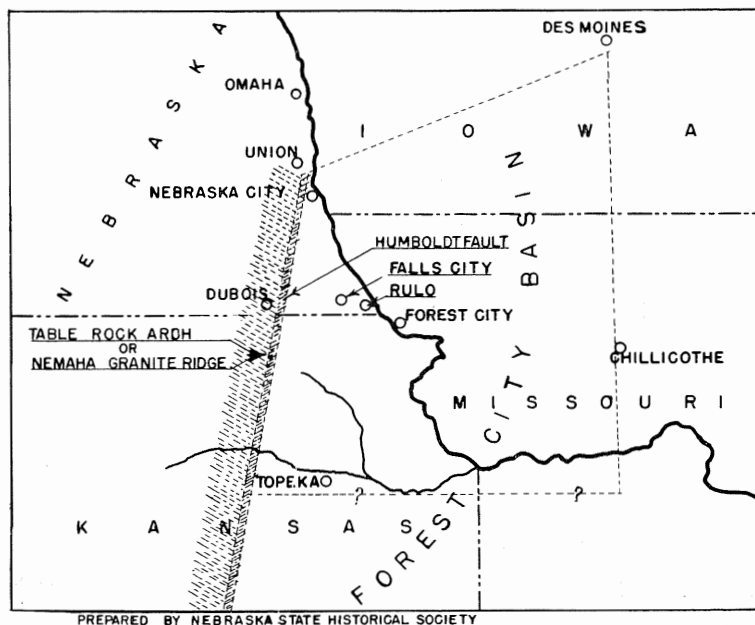 DES MOINES
NEBRASKA
OMAHA
IOWA
UNION
NEBRASKA CITY
HUMBOLDT FAULT
FALLS CITY
DUBOIS
RULO
FOREST CITY
TABLE ROCK ARDH
OR
NEMAHA GRANITE RIDGE
CHILLICOTHE
MISSOURI
TOPEKA
?
?
KANSAS
FOREST CITY BASIN
PREPARED BY NEBRASKA STATE HISTORICAL SOCIETY